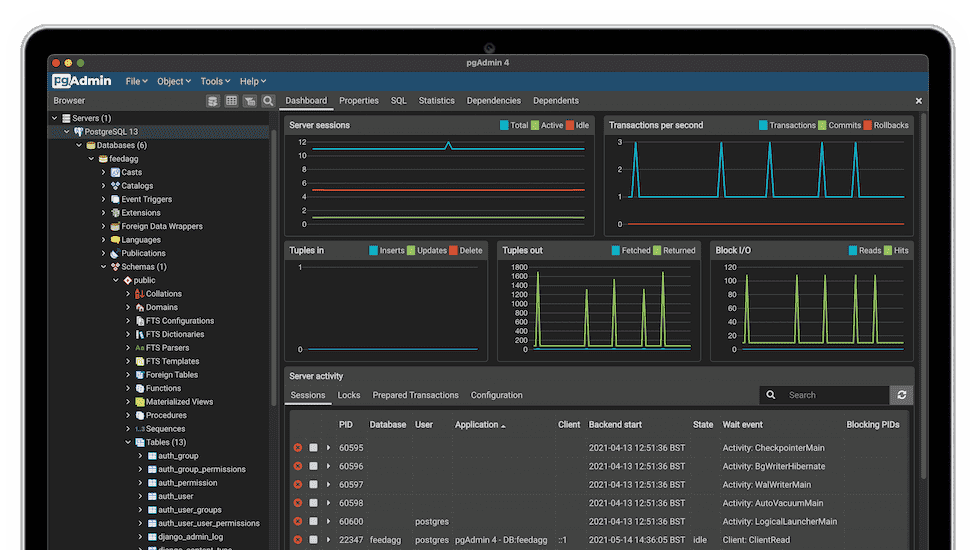 pgAdmin 4
pgAdmin File Object Tools Help
Browser
Dashboard Properties SQL Statistics Dependencies Dependents
Servers (1)
PostgreSQL 13
Databases (6)
feedagg
Casts
Catalogs
Event Triggers
Extensions
Foreign Data Wrappers
Languages
Publications
Schemas (1)
public
Collations
Domains
FTS Configurations
FTS Dictionaries
FTS Parsers
FTS Templates
Foreign Tables
Functions
Materialized Views
Procedures
Sequences
Tables (13)
auth_group
auth_group_permissions
auth_permission
auth_user
auth_user_groups
auth_user_user_permissions
django_admin_log
django_content_type
Server sessions
Total Active Idle
12
10
8
6
4
2
0
Transactions per second
Transactions Commits Rollbacks
3
2
1
0
Tuples in
Inserts Updates Delete
1
0
Tuples out
Fetched Returned
1800
1600
1400
1200
1000
800
600
400
200
0
Block I/O
Reads Hits
120
100
80
60
40
20
0
Server activity
Sessions Locks Prepared Transactions Configuration
Search
PID Database User Application Client Backend start State Wait event Blocking PIDs
60595 2021-04-13 12:51:36 BST Activity: CheckpointerMain
60596 2021-04-13 12:51:36 BST Activity: BgWriterHibernate
60597 2021-04-13 12:51:36 BST Activity: WalWriterMain
60598 2021-04-13 12:51:36 BST Activity: AutoVacuumMain
60600 postgres 2021-04-13 12:51:36 BST Activity: LogicalLauncherMain
22347 feedagg postgres pgAdmin 4 - DB:feedagg ::1 2021-05-14 14:36:05 BST idle Client: ClientRead